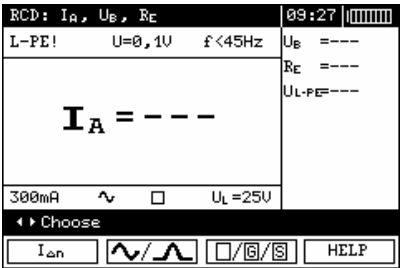 RCD: IA, UB, RE 09:27
L-PE! U=0,1V f<45Hz
UB =---
RE =---
UL-PE=---
IA=---
300mA ∿ □ UL=25V
◂▸Choose
IΔn
□/G/S
HELP